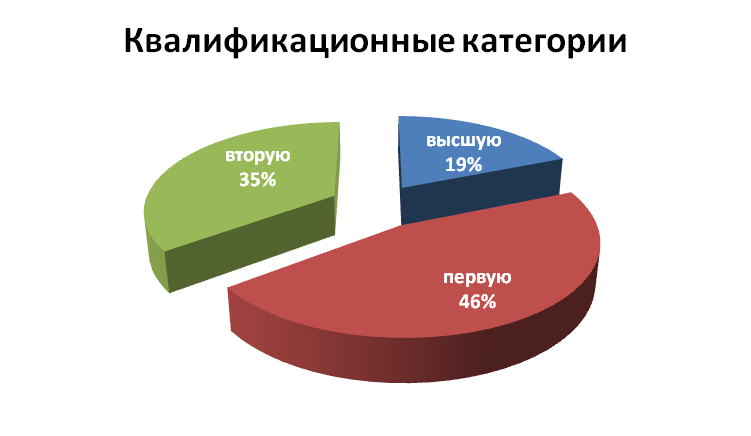 Квалификационные категории
высшую
19%
вторую
35%
первую
46%